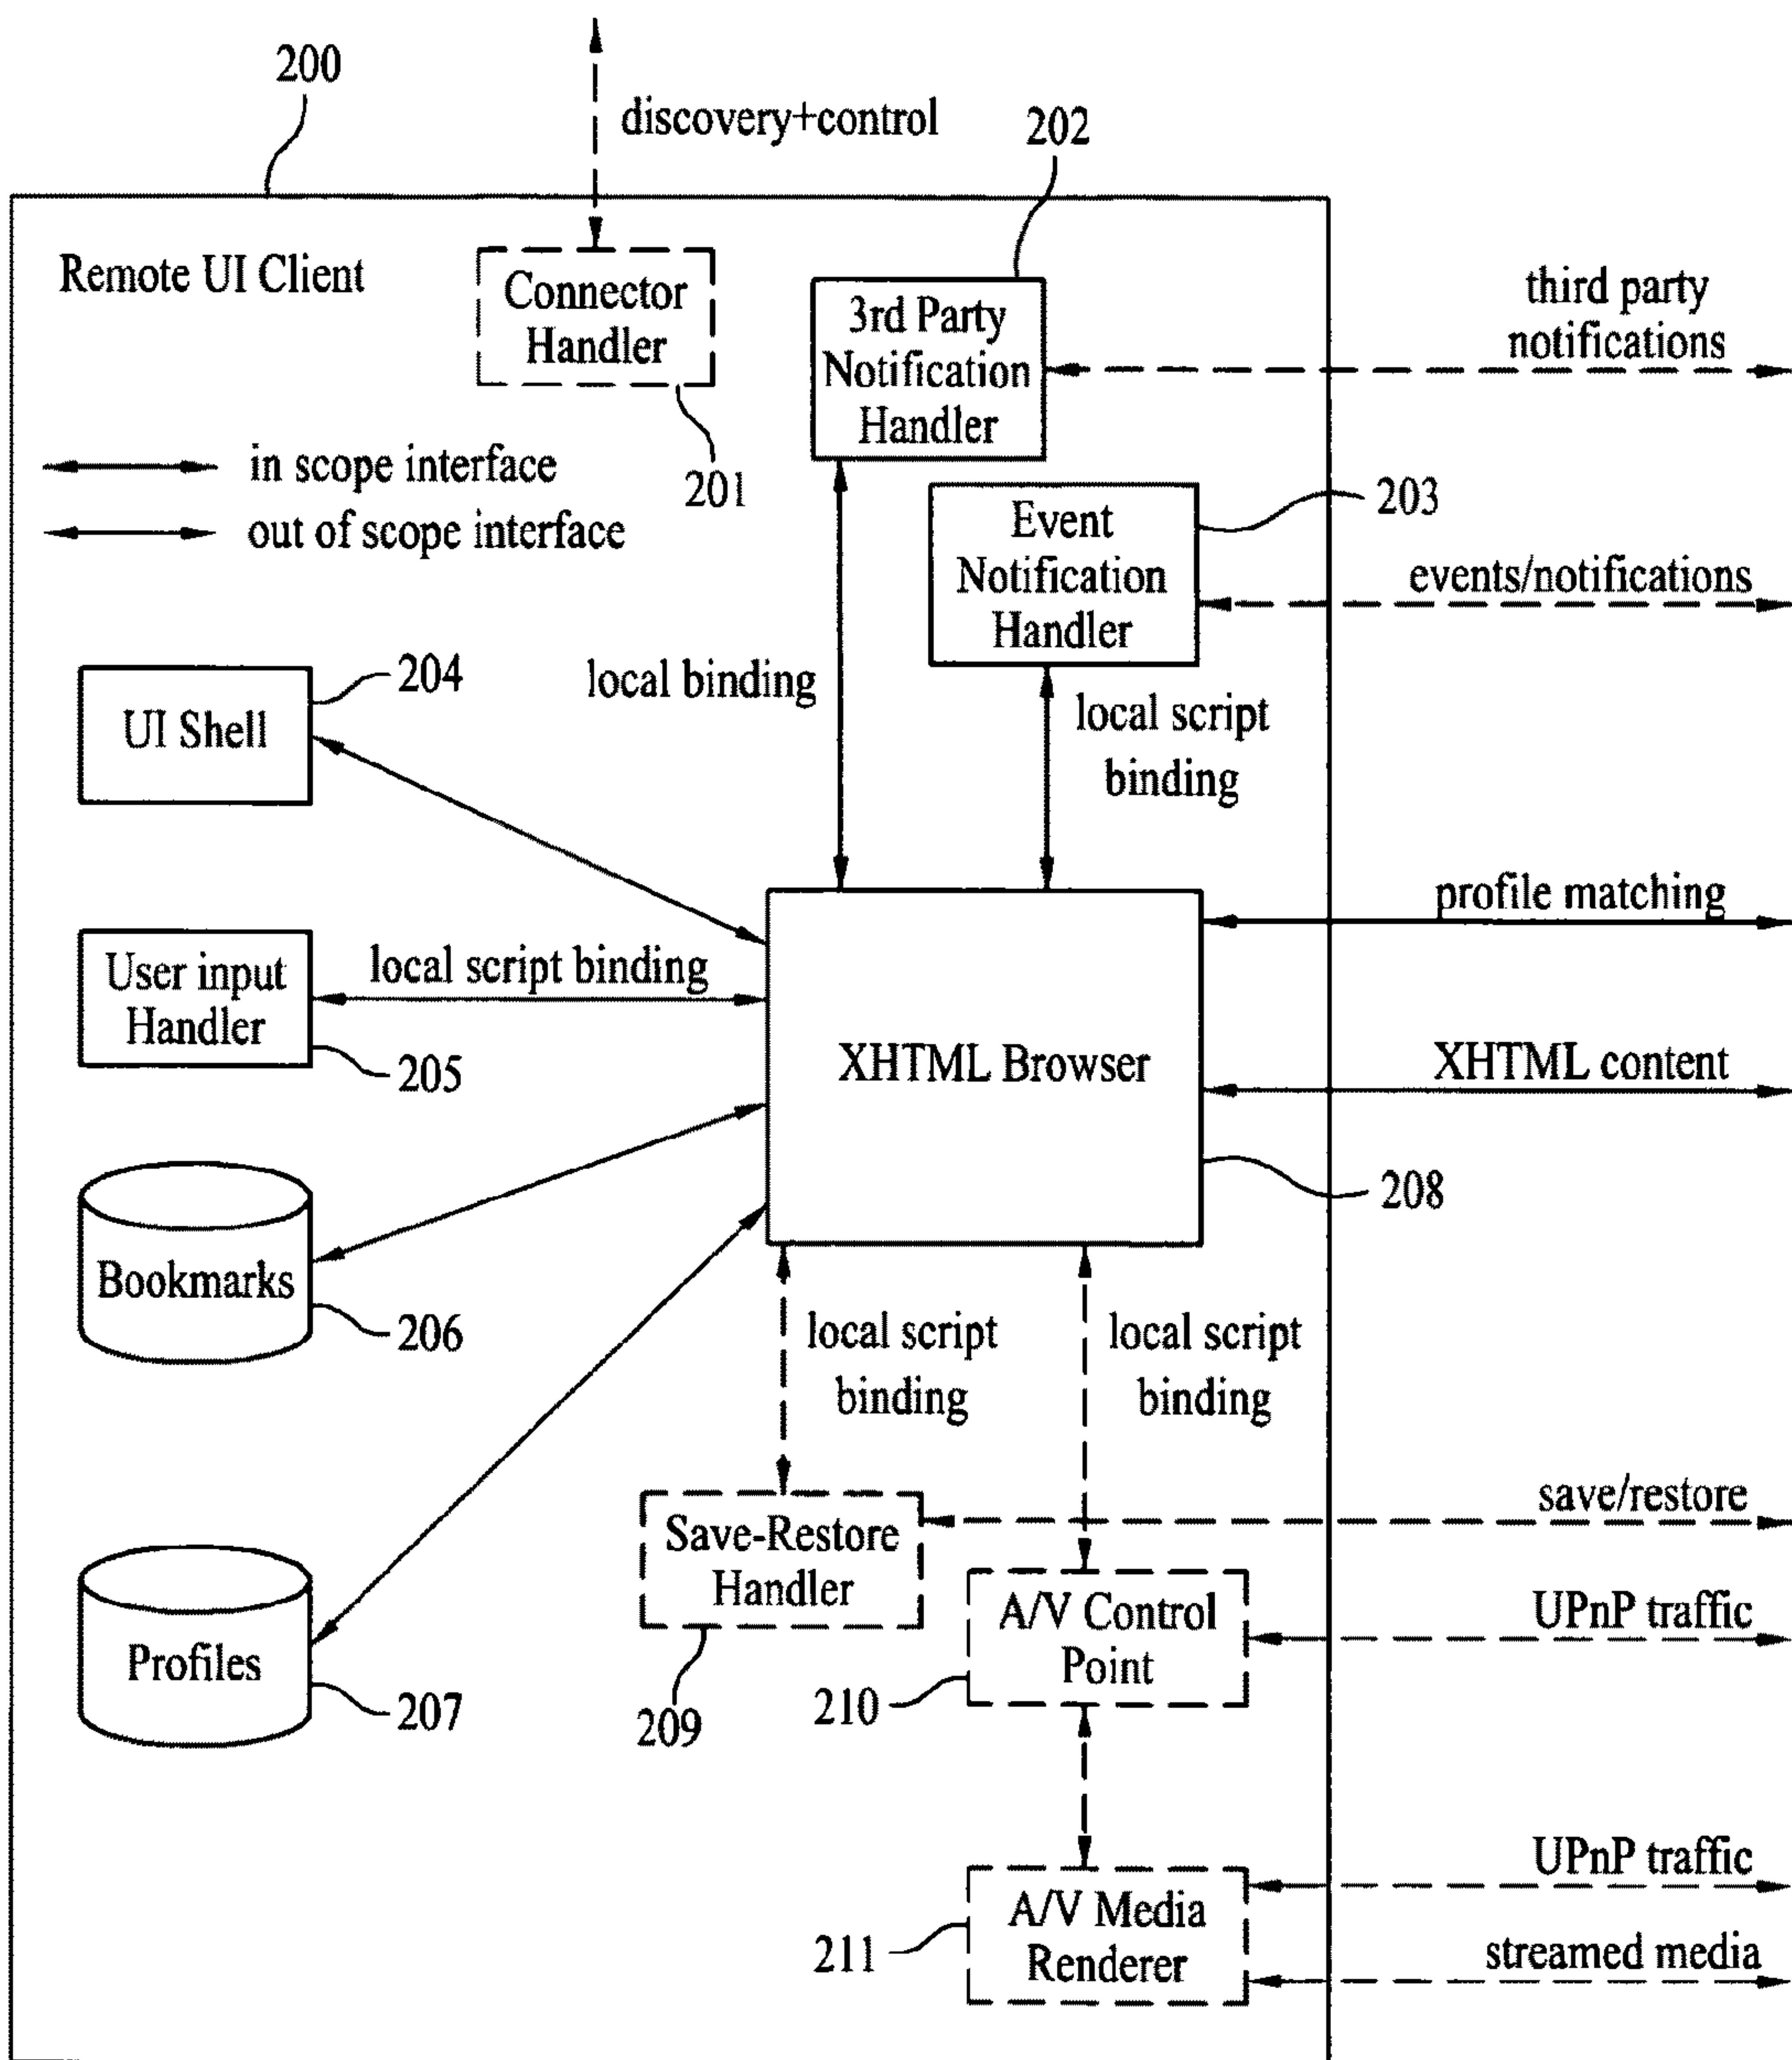 200
discovery+control
202
Remote UI Client
Connector
Handler
201
3rd Party
Notification
Handler
third party
notifications
in scope interface
out of scope interface
Event
Notification
Handler
203
events/notifications
204
UI Shell
local binding
local script
binding
profile matching
User input
Handler
205
local script binding
XHTML Browser
XHTML content
208
Bookmarks
206
local script
binding
local script
binding
Save-Restore
Handler
209
save/restore
A/V Control
Point
210
UPnP traffic
Profiles
207
A/V Media
Renderer
211
UPnP traffic
streamed media